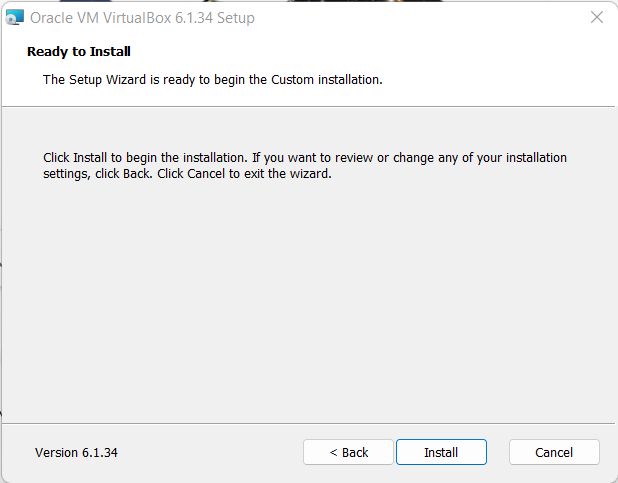 Oracle VM VirtualBox 6.1.34 Setup
Ready to Install
The Setup Wizard is ready to begin the Custom installation.
Click Install to begin the installation. If you want to review or change any of your installation
settings, click Back. Click Cancel to exit the wizard.
Version 6.1.34
< Back
Install
Cancel